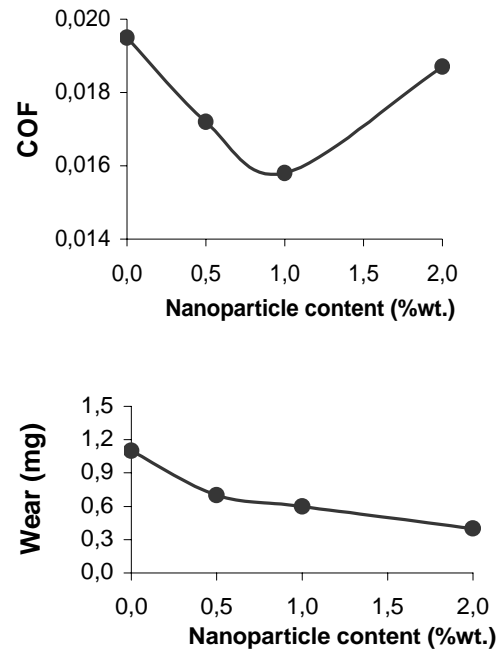 0,020
0,018
0,016
0,014
COF
0,0 0,5 1,0 1,5 2,0
Nanoparticle content (%wt.)
1,5
1,2
0,9
0,6
0,3
0,0
Wear (mg)
0,0 0,5 1,0 1,5 2,0
Nanoparticle content (%wt.)